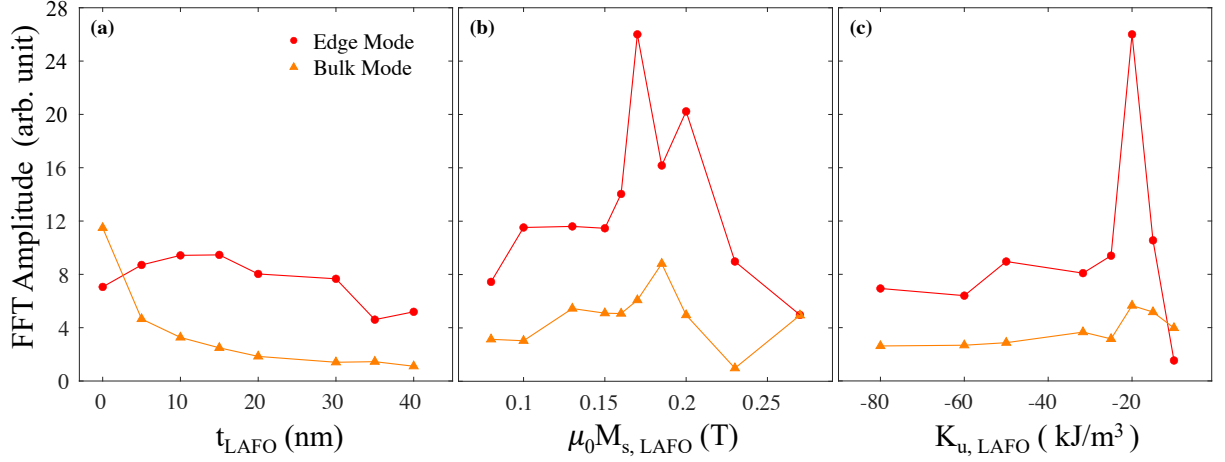 (a)
Edge Mode
Bulk Mode
(b)
(c)
FFT Amplitude (arb. unit)
28
24
20
16
12
8
4
0
0 10 20 30 40
0.1 0.15 0.2 0.25
-80 -60 -40 -20
t_LAFO (nm)
μ₀M_s, LAFO (T)
K_u, LAFO ( kJ/m³)